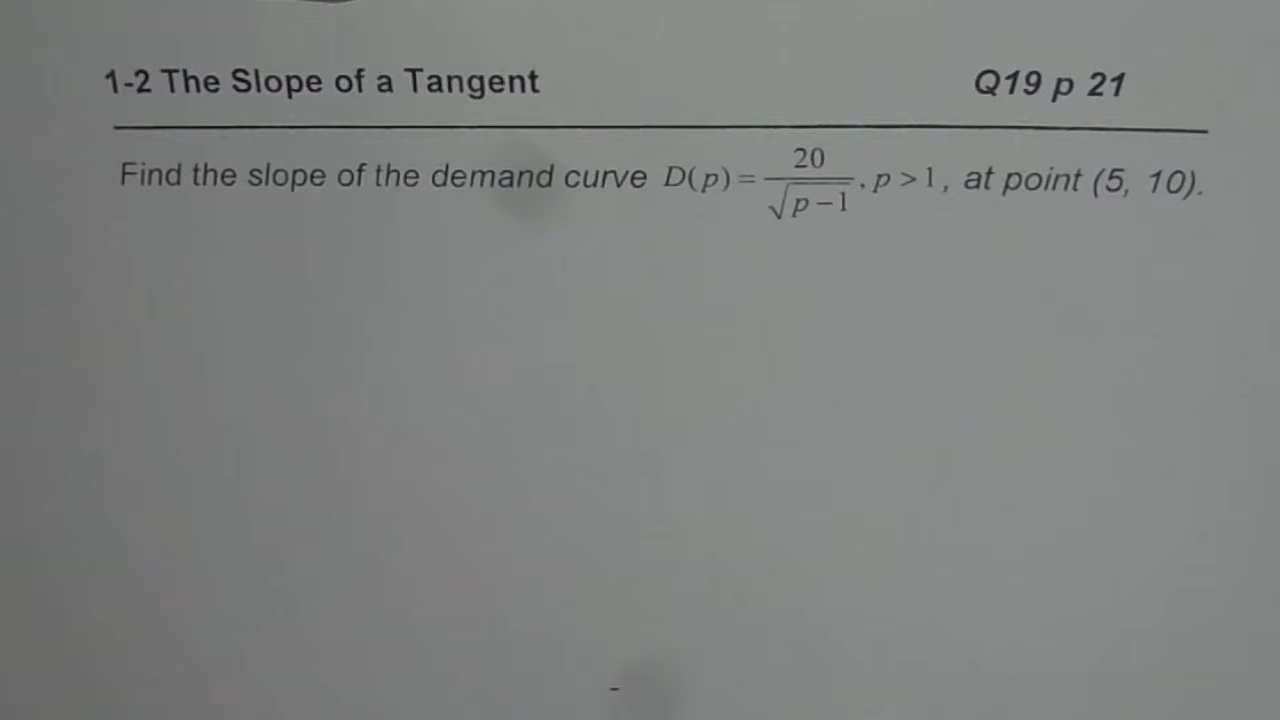 1-2 The Slope of a Tangent Q19 p 21
Find the slope of the demand curve D(p) = 20/√(p−1), p > 1, at point (5, 10).